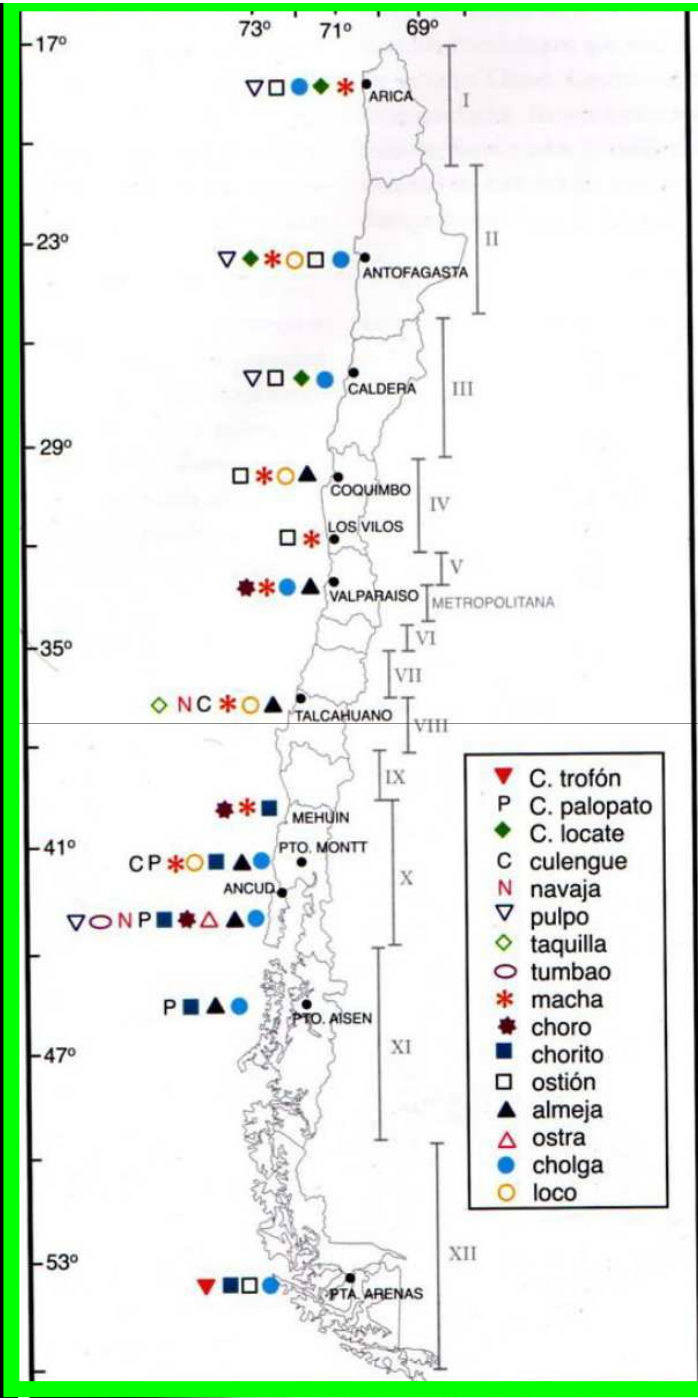 73º 71º 69º
17º
ARICA
I
23º
II
ANTOFAGASTA
CALDERA
III
29º
COQUIMBO
IV
LOS VILOS
V
VALPARAISO
METROPOLITANA
35º
VI
VII
N C
TALCAHUANO
VIII
IX
MEHUIN
41º
PTO. MONTT
C P
X
ANCUD
N P
P
PTO. AISEN
XI
47º
53º
XII
PTA. ARENAS
C. trofón
P C. palopato
C. locate
C culengue
N navaja
pulpo
taquilla
tumbao
macha
choro
chorito
ostión
almeja
ostra
cholga
loco